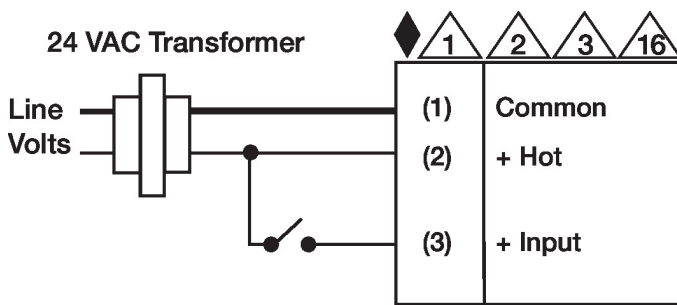 24 VAC Transformer
1 2 3 16
Line
Volts
(1) Common
(2) + Hot
(3) + Input